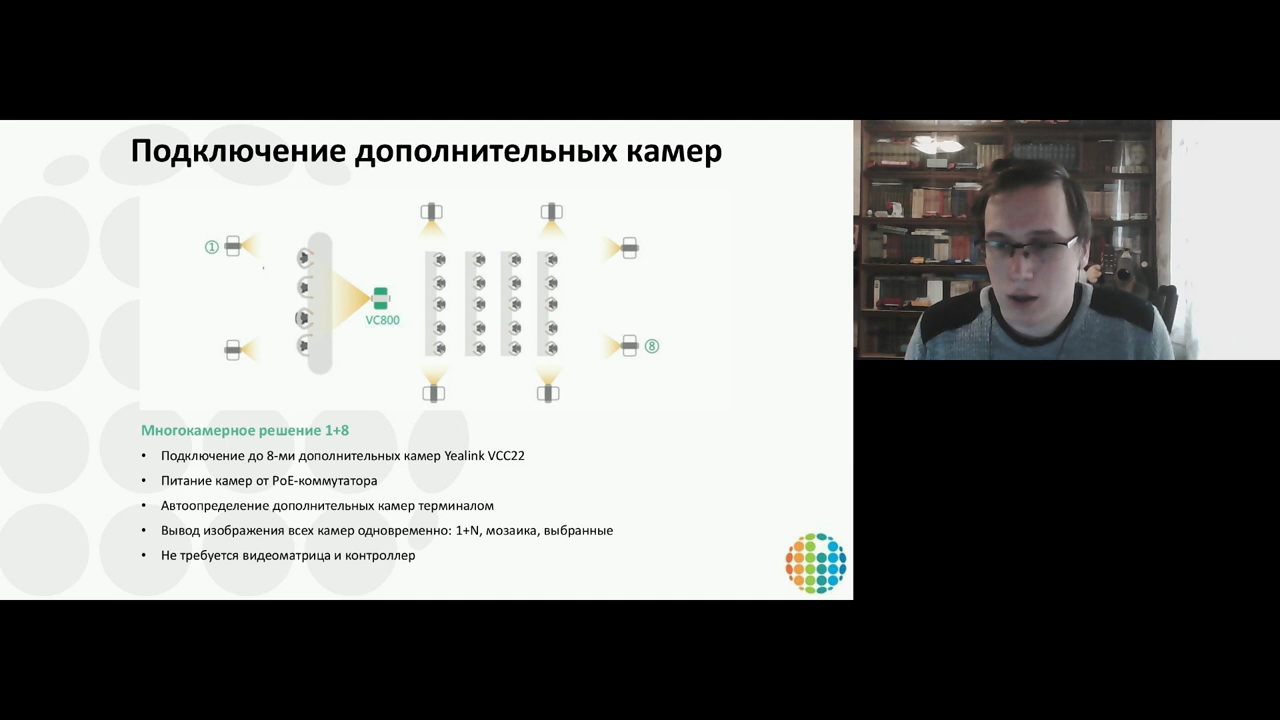 Подключение дополнительных камер
①
VC800
⑧
Многокамерное решение 1+8
• Подключение до 8-ми дополнительных камер Yealink VCC22
• Питание камер от PoE-коммутатора
• Автоопределение дополнительных камер терминалом
• Вывод изображения всех камер одновременно: 1+N, мозаика, выбранные
• Не требуется видеоматрица и контроллер